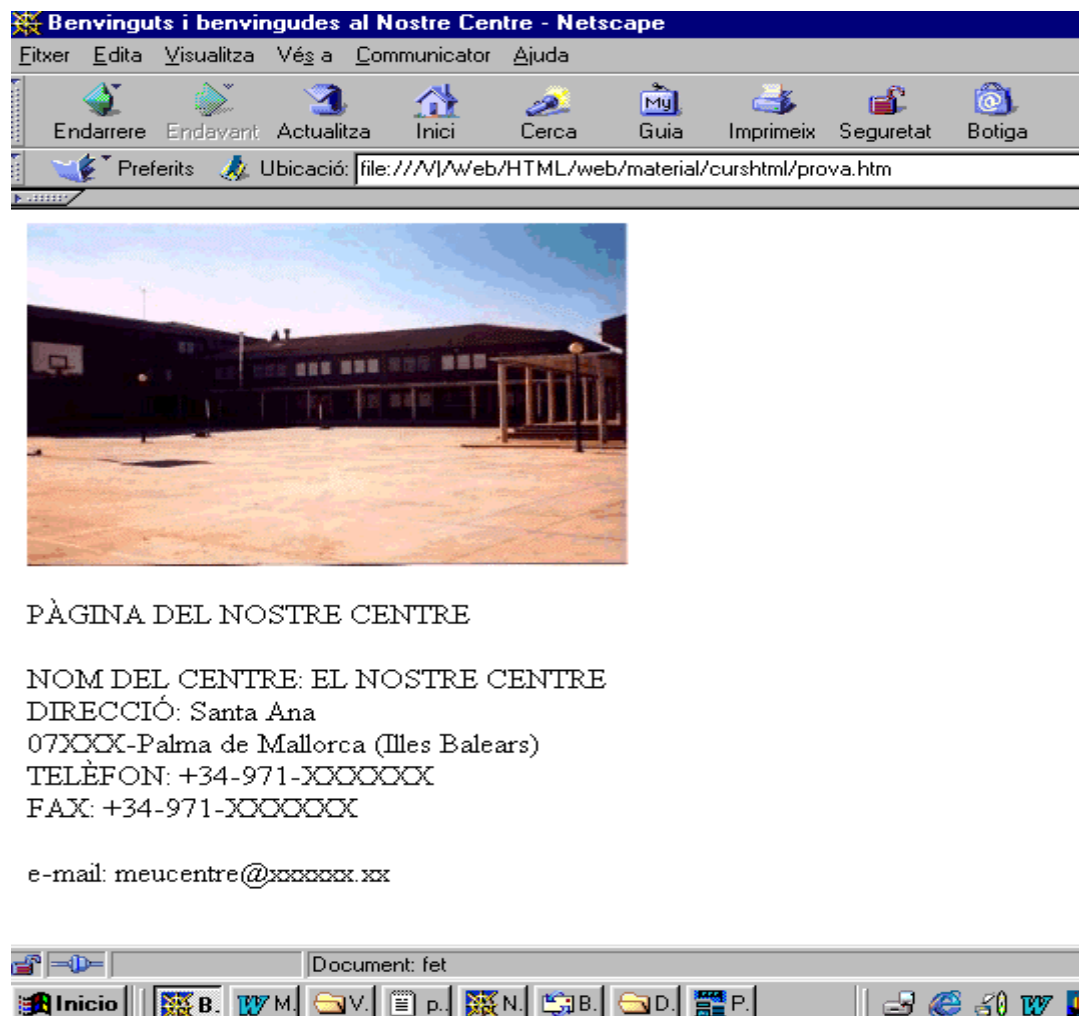 Benvinguts i benvingudes al Nostre Centre - Netscape
Fitxer Edita Visualitza Vés a Communicator Ajuda
Endarrere Endavant Actualitza Inici Cerca Guia Imprimeix Seguretat Botiga
Preferits Ubicació: file:///V|/Web/HTML/web/material/curshtml/prova.htm
PÀGINA DEL NOSTRE CENTRE
NOM DEL CENTRE: EL NOSTRE CENTRE
DIRECCIÓ: Santa Ana
07XXX-Palma de Mallorca (Illes Balears)
TELÈFON: +34-971-XXXXXXX
FAX: +34-971-XXXXXXX
e-mail: meucentre@xxxxxx.xx
Document: fet
Inicio B. M. V. p.. N. B. D. P.